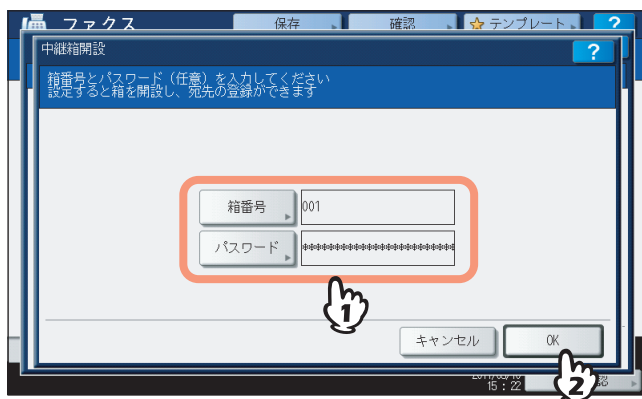 ファクス
保存
確認
テンプレート
?
中継箱開設
?
箱番号とパスワード（任意）を入力してください
設定すると箱を開設し、宛先の登録ができます
箱番号
001
パスワード
******************************
1
キャンセル
OK
15：22
2